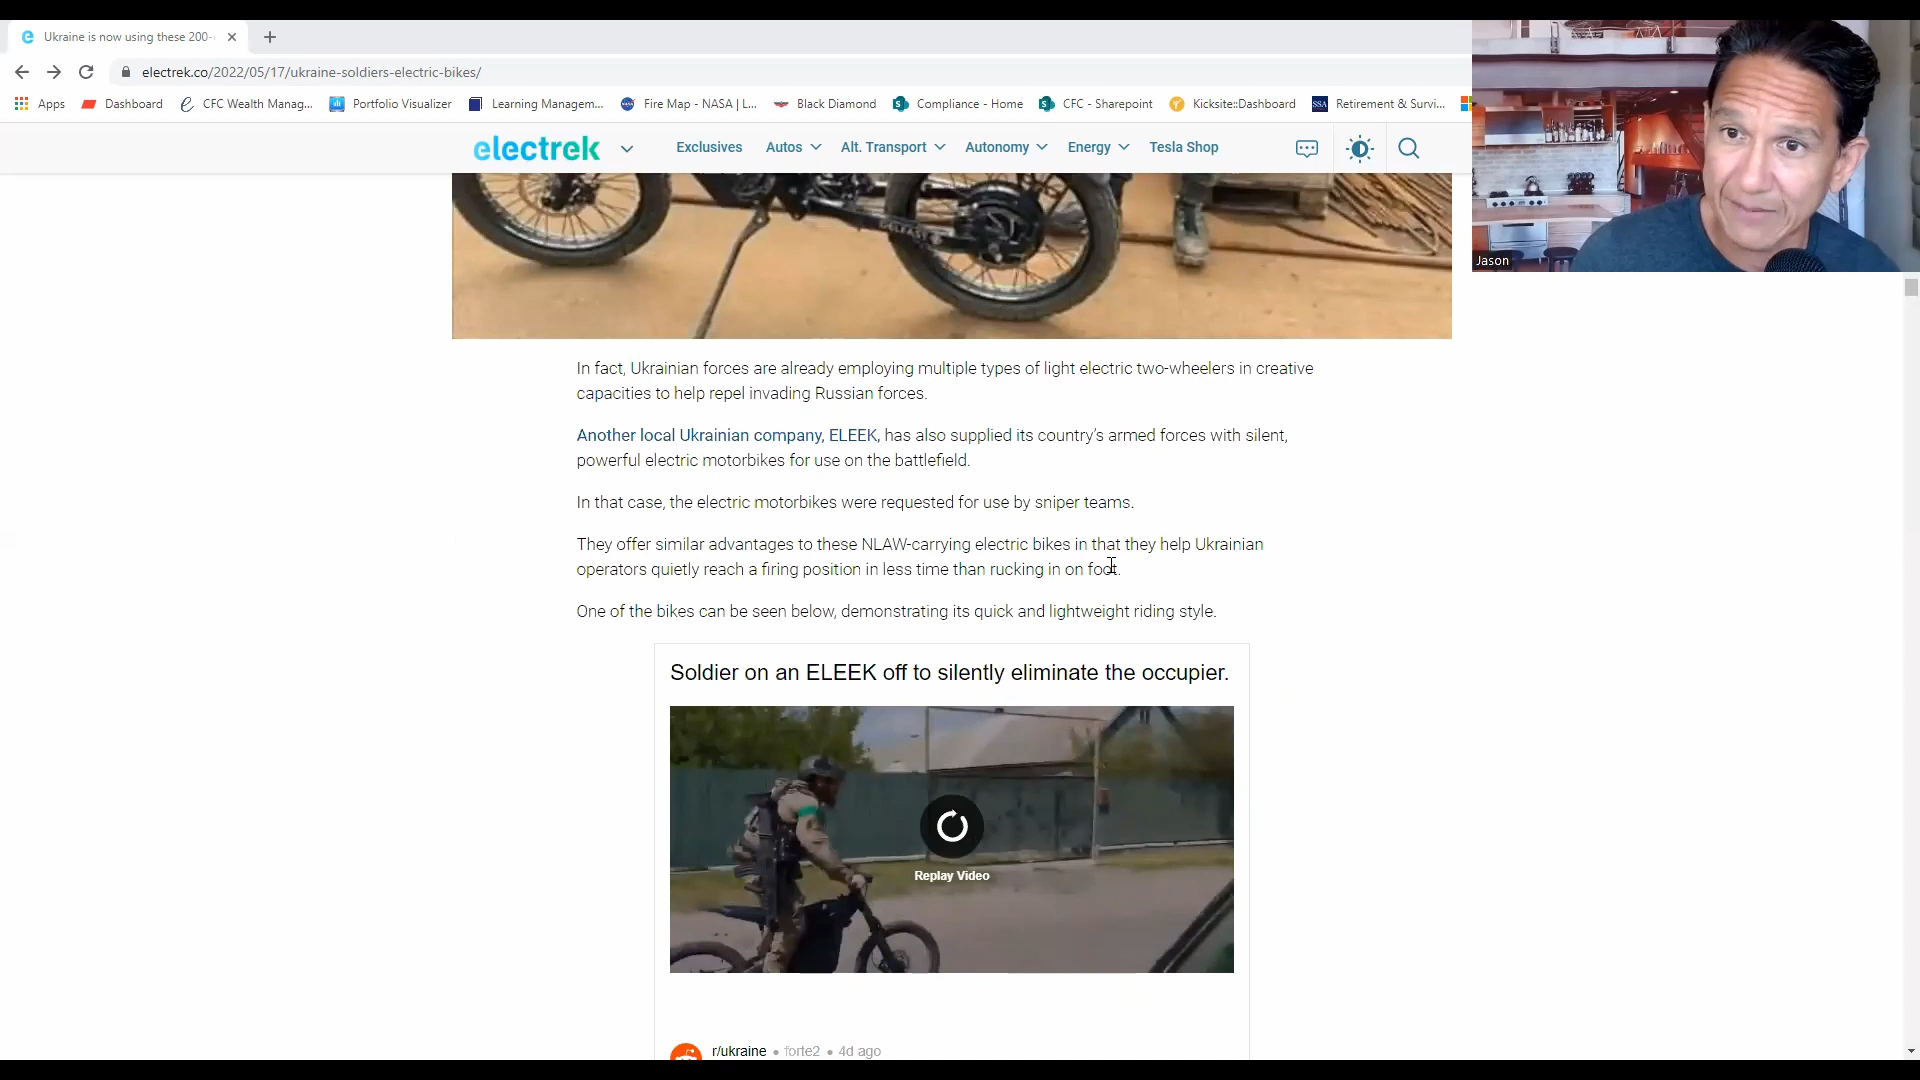 Ukraine is now using these 200-
electrek.co/2022/05/17/ukraine-soldiers-electric-bikes/
Apps Dashboard CFC Wealth Manag... Portfolio Visualizer Learning Managem... Fire Map - NASA | L... Black Diamond Compliance - Home CFC - Sharepoint Kicksite::Dashboard SSA Retirement & Survi...
electrek Exclusives Autos Alt. Transport Autonomy Energy Tesla Shop
DELFAST
Jason
In fact, Ukrainian forces are already employing multiple types of light electric two-wheelers in creative
capacities to help repel invading Russian forces.
Another local Ukrainian company, ELEEK, has also supplied its country's armed forces with silent,
powerful electric motorbikes for use on the battlefield.
In that case, the electric motorbikes were requested for use by sniper teams.
They offer similar advantages to these NLAW-carrying electric bikes in that they help Ukrainian
operators quietly reach a firing position in less time than rucking in on foot.
One of the bikes can be seen below, demonstrating its quick and lightweight riding style.
Soldier on an ELEEK off to silently eliminate the occupier.
Replay Video
r/ukraine • forte2 • 4d ago